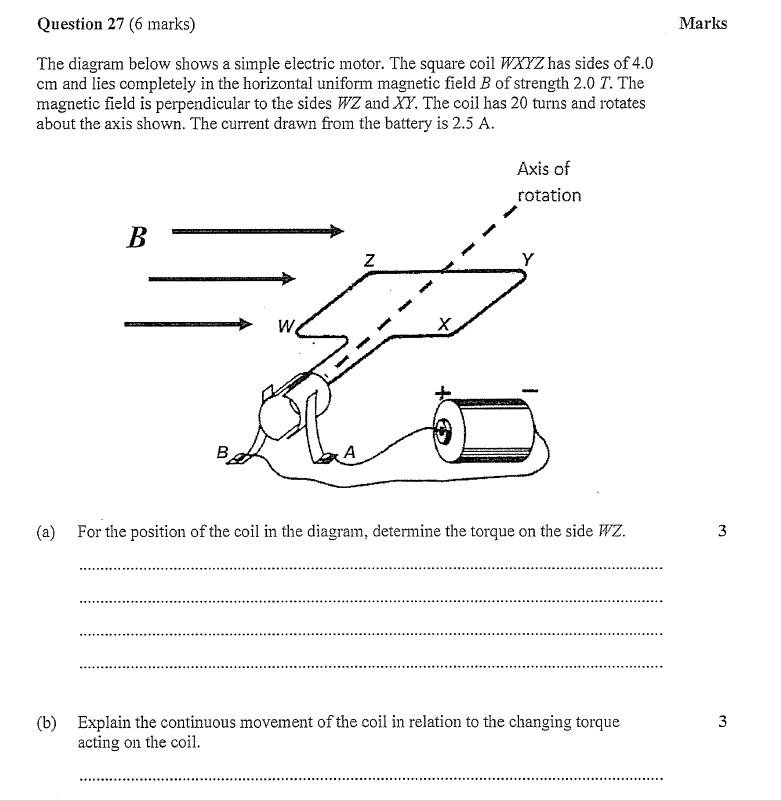 Question 27 (6 marks) Marks
The diagram below shows a simple electric motor. The square coil WXYZ has sides of 4.0
cm and lies completely in the horizontal uniform magnetic field B of strength 2.0 T. The
magnetic field is perpendicular to the sides WZ and XY. The coil has 20 turns and rotates
about the axis shown. The current drawn from the battery is 2.5 A.
Axis of
rotation
B
Z
Y
W
X
+
−
B
A
(a) For the position of the coil in the diagram, determine the torque on the side WZ. 3
(b) Explain the continuous movement of the coil in relation to the changing torque 3
acting on the coil.